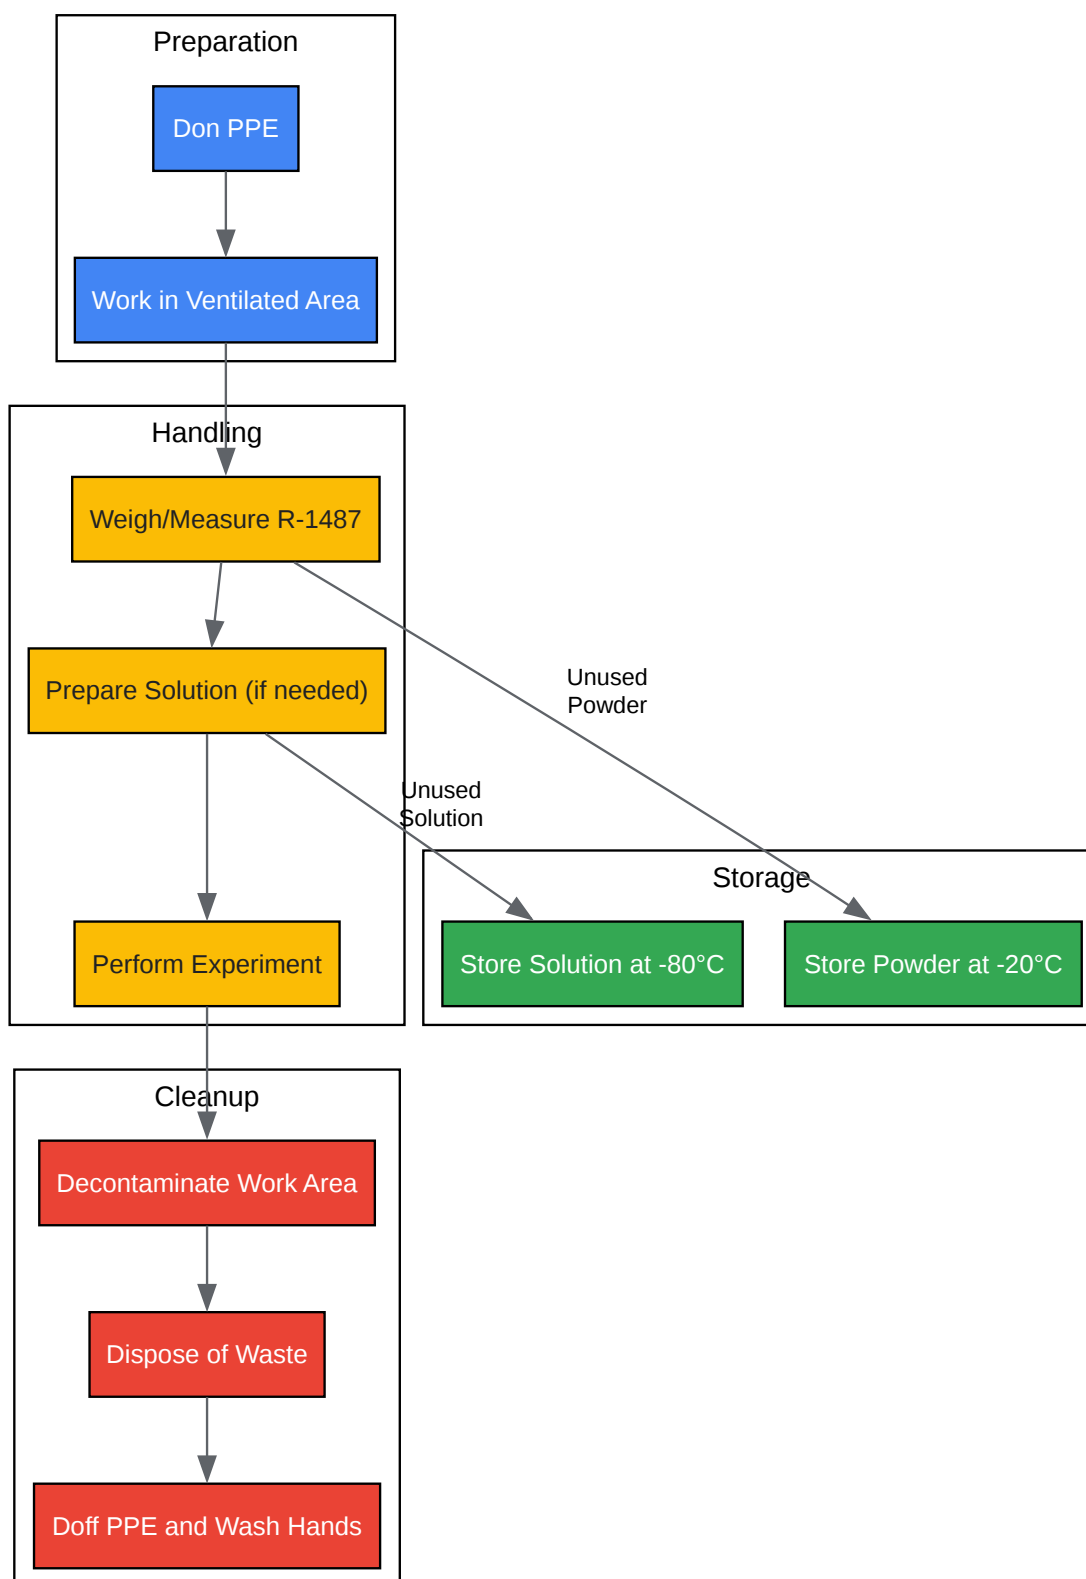 Preparation
Don PPE
Work in Ventilated Area
Handling
Weigh/Measure R-1487
Prepare Solution (if needed)
Unused
Powder
Unused
Solution
Perform Experiment
Storage
Store Solution at -80°C
Store Powder at -20°C
Cleanup
Decontaminate Work Area
Dispose of Waste
Doff PPE and Wash Hands